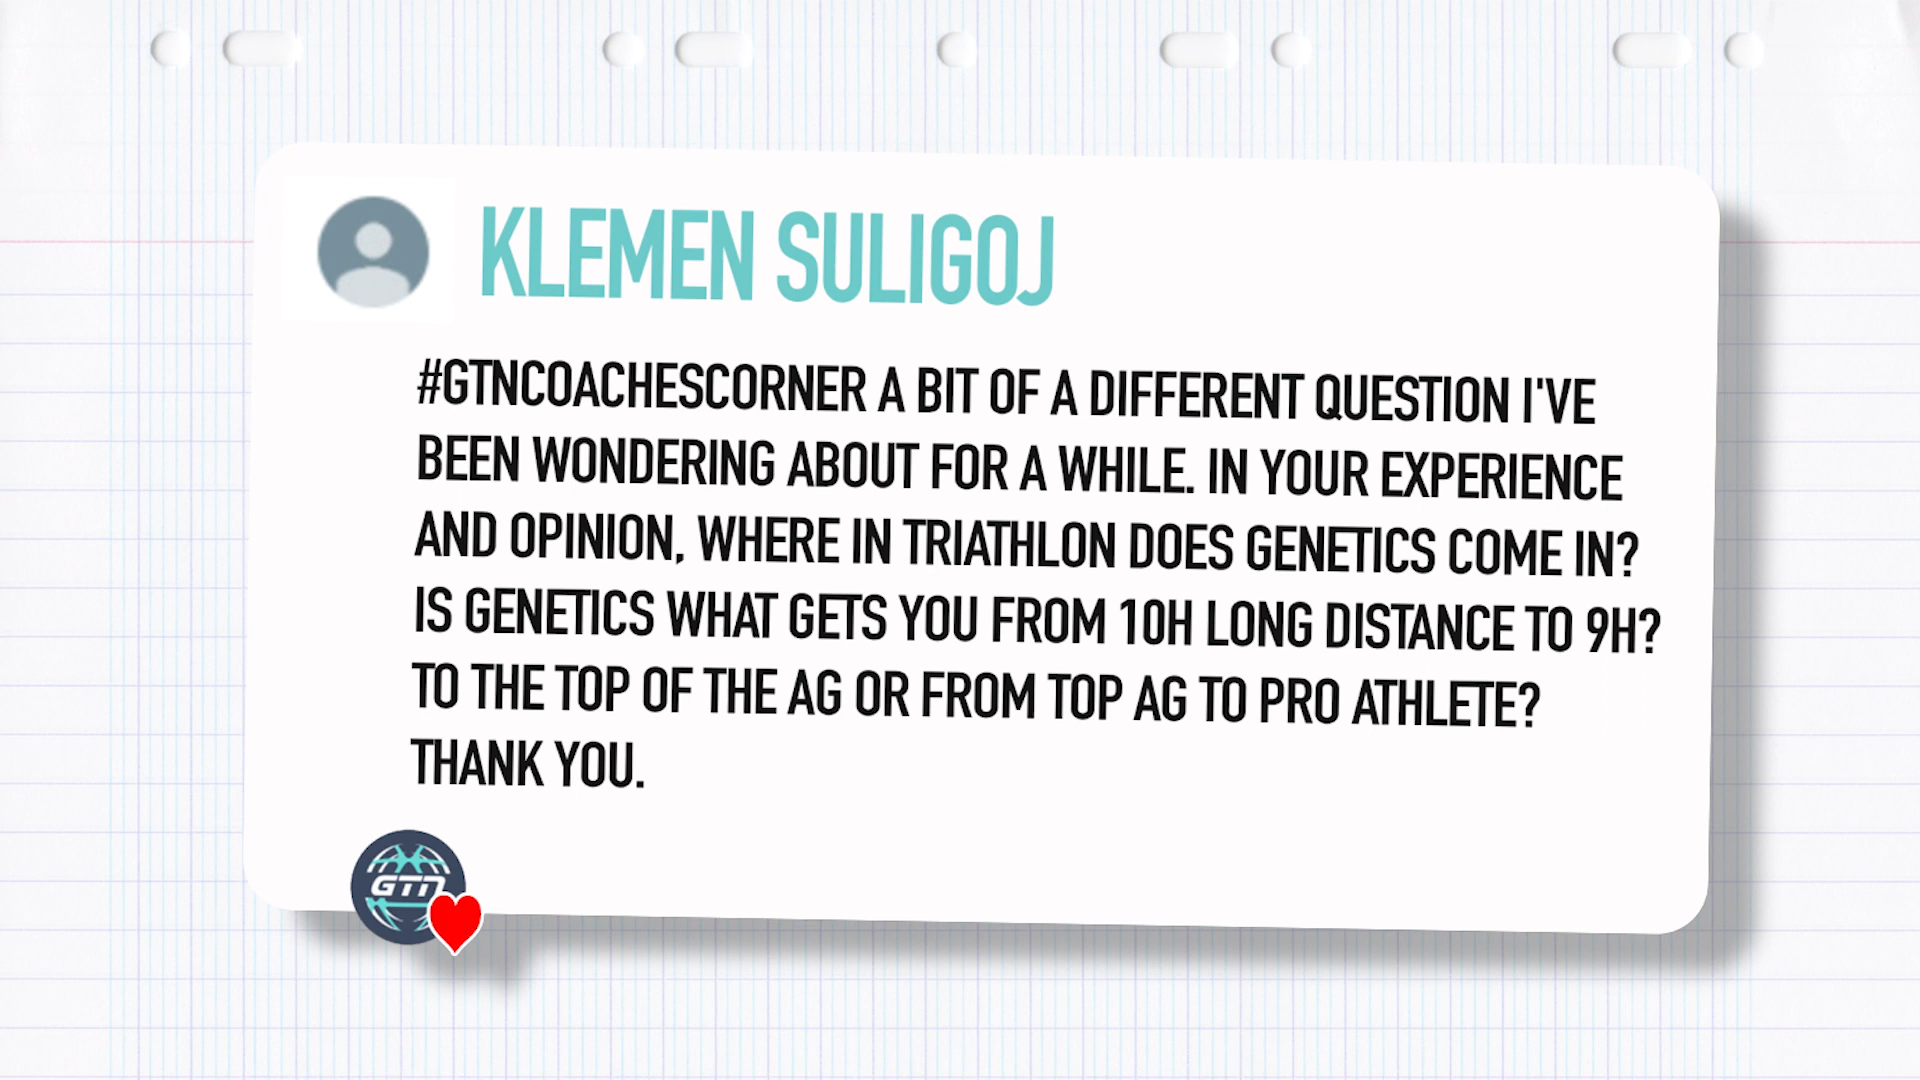 KLEMEN SULIGOJ
#GTNCOACHESCORNER A BIT OF A DIFFERENT QUESTION I'VE
BEEN WONDERING ABOUT FOR A WHILE. IN YOUR EXPERIENCE
AND OPINION, WHERE IN TRIATHLON DOES GENETICS COME IN?
IS GENETICS WHAT GETS YOU FROM 10H LONG DISTANCE TO 9H?
TO THE TOP OF THE AG OR FROM TOP AG TO PRO ATHLETE?
THANK YOU.
GTN